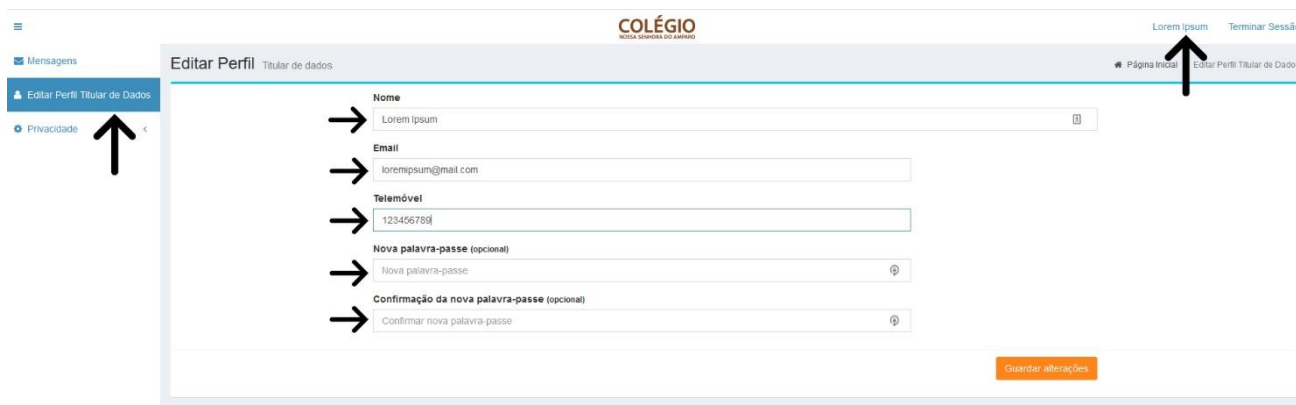 COLÉGIO
NOSSA SENHORA DO AMPARO
Lorem Ipsum Terminar Sessã
Mensagens
Editar Perfil Titular de Dados
Privacidade
Editar Perfil Titular de dados
Página Inicial Editar Perfil Titular de Dado
Nome
Lorem Ipsum
Email
loremipsum@mail.com
Telemóvel
123456789
Nova palavra-passe (opcional)
Nova palavra-passe
Confirmação da nova palavra-passe (opcional)
Confirmar nova palavra-passe
Guardar alterações